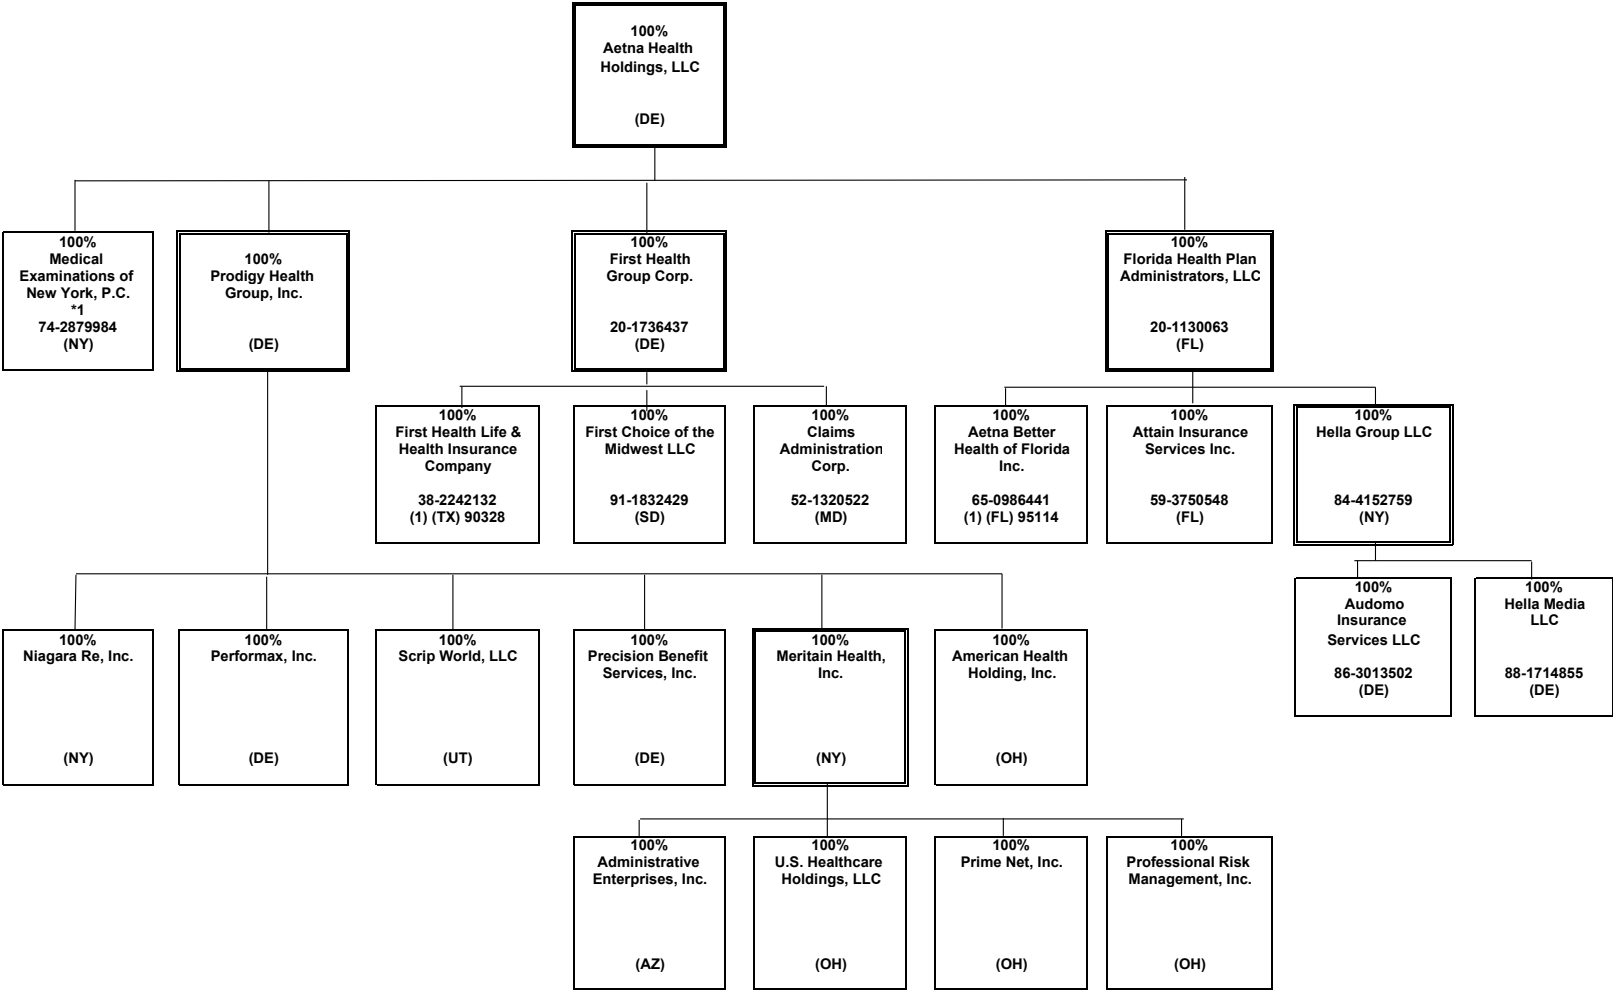 100%
Aetna Health
Holdings, LLC
(DE)
100%
Medical
Examinations of
New York, P.C.
*1
74-2879984
(NY)
100%
Prodigy Health
Group, Inc.
(DE)
100%
First Health
Group Corp.
20-1736437
(DE)
100%
Florida Health Plan
Administrators, LLC
20-1130063
(FL)
100%
First Health Life &
Health Insurance
Company
38-2242132
(1) (TX) 90328
100%
First Choice of the
Midwest LLC
91-1832429
(SD)
100%
Claims
Administration
Corp.
52-1320522
(MD)
100%
Aetna Better
Health of Florida
Inc.
65-0986441
(1) (FL) 95114
100%
Attain Insurance
Services Inc.
59-3750548
(FL)
100%
Hella Group LLC
84-4152759
(NY)
100%
Audomo
Insurance
Services LLC
86-3013502
(DE)
100%
Hella Media
LLC
88-1714855
(DE)
100%
Niagara Re, Inc.
(NY)
100%
Performax, Inc.
(DE)
100%
Scrip World, LLC
(UT)
100%
Precision Benefit
Services, Inc.
(DE)
100%
Meritain Health,
Inc.
(NY)
100%
American Health
Holding, Inc.
(OH)
100%
Administrative
Enterprises, Inc.
(AZ)
100%
U.S. Healthcare
Holdings, LLC
(OH)
100%
Prime Net, Inc.
(OH)
100%
Professional Risk
Management, Inc.
(OH)